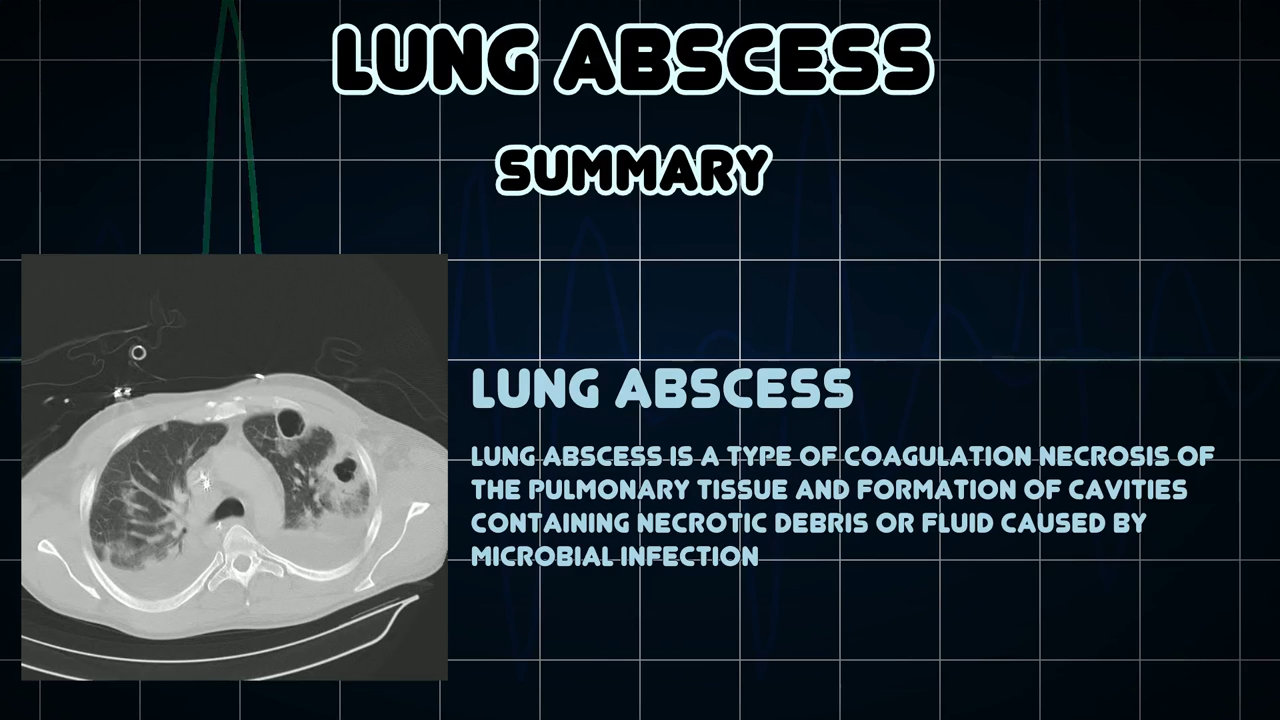 LUNG ABSCESS
SUMMARY
LUNG ABSCESS
LUNG ABSCESS IS A TYPE OF COAGULATION NECROSIS OF
THE PULMONARY TISSUE AND FORMATION OF CAVITIES
CONTAINING NECROTIC DEBRIS OR FLUID CAUSED BY
MICROBIAL INFECTION